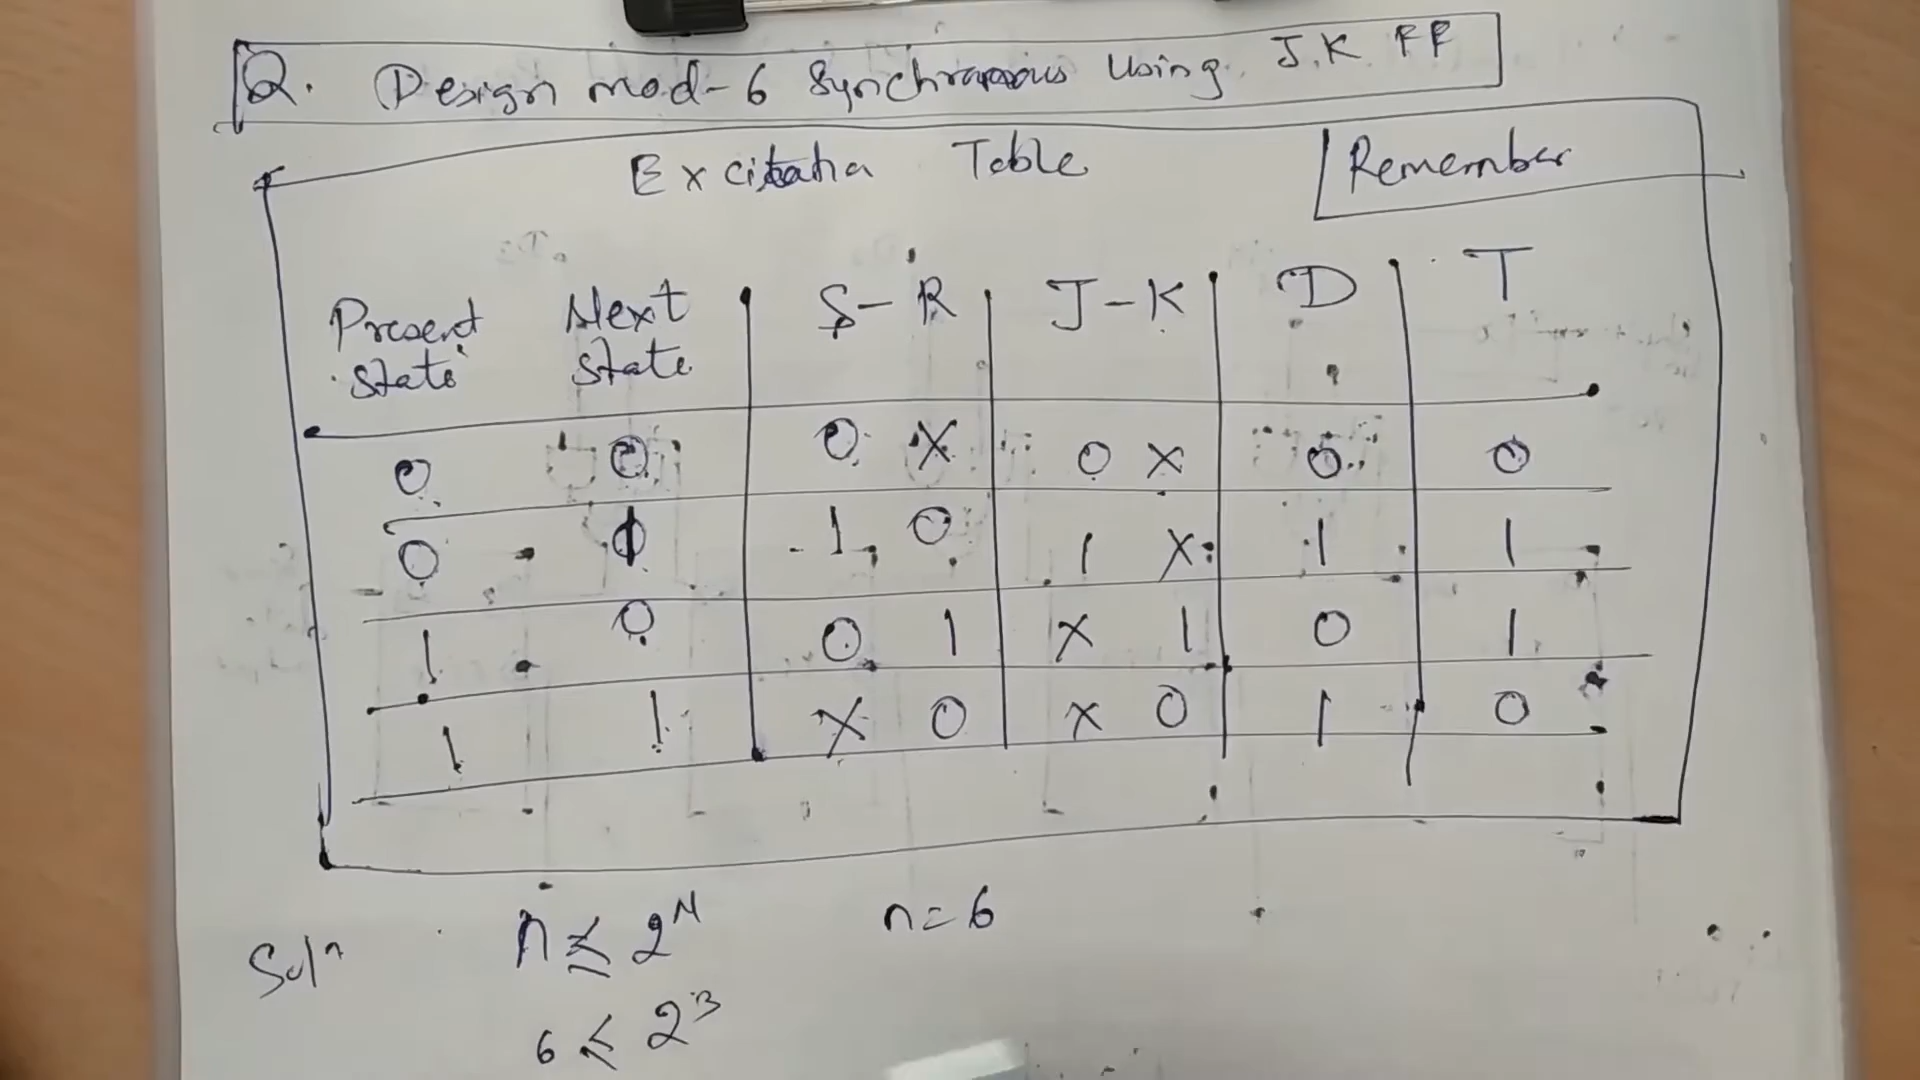 Q. Design mod-6 Synchronous Using J.K FF
Excitation Table
Remember
Present state Next state S-R J-K D T
0 0 0 X 0 X 0 0
0 1 1 0 1 X 1 1
1 0 0 1 X 1 0 1
1 1 X 0 X 0 1 0
Solⁿ n ≤ 2^N n=6
6 ≤ 2^3